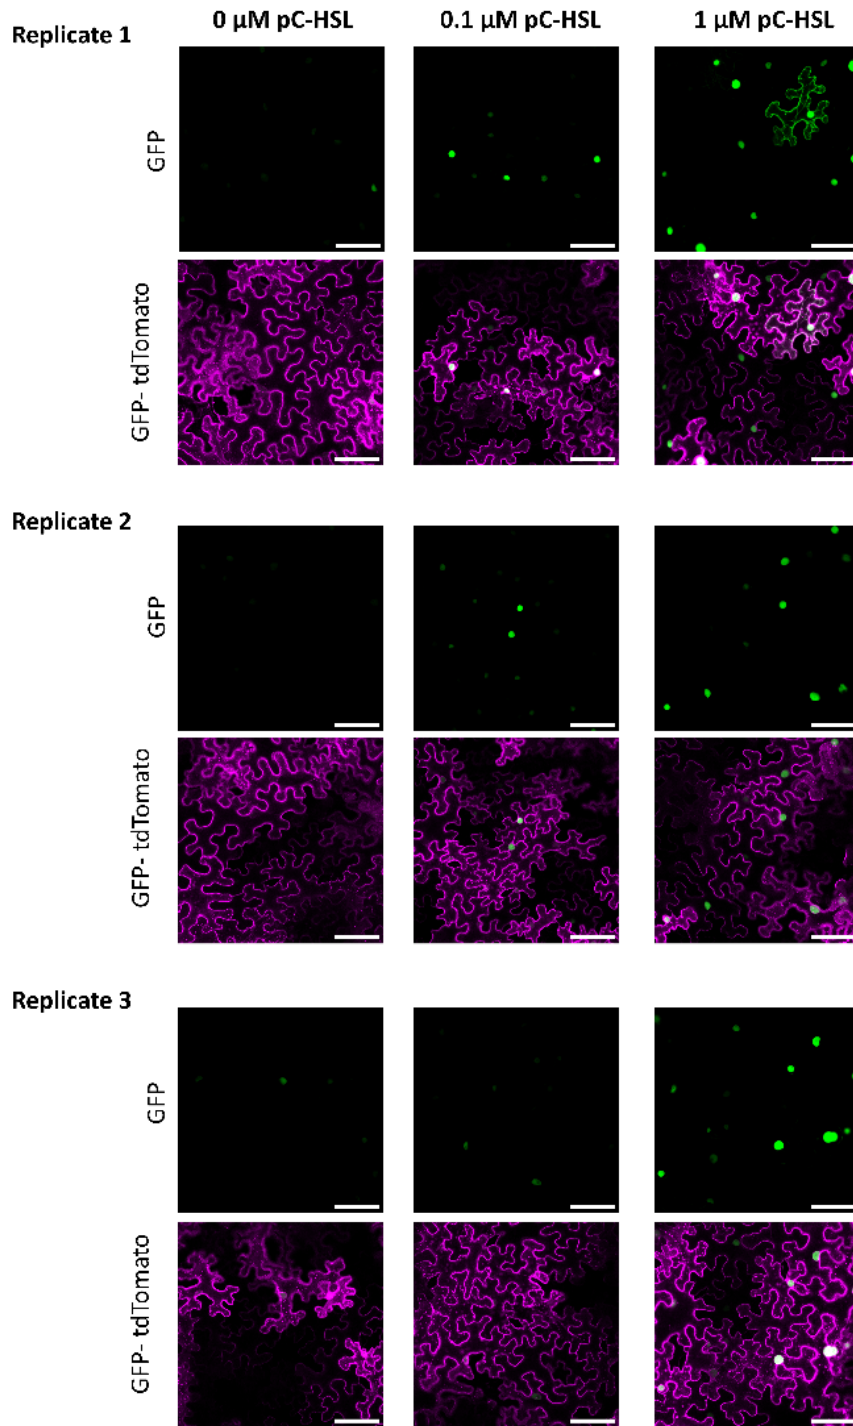 0 µM pC-HSL 0.1 µM pC-HSL 1 µM pC-HSL
Replicate 1
GFP
GFP- tdTomato
Replicate 2
GFP
GFP- tdTomato
Replicate 3
GFP
GFP- tdTomato